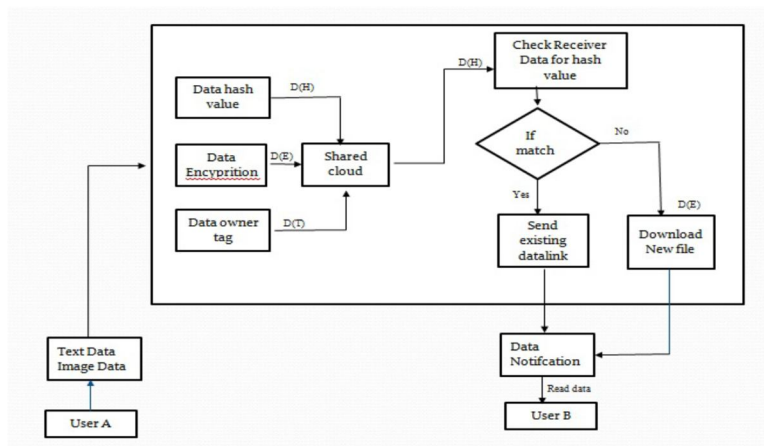 Check Receiver
Data for hash
value
D(H)
Data hash
value
D(H)
If
match
No
Data
Encyprition
D(E)
Shared
cloud
Yes
D(E)
Data owner
tag
D(T)
Send
existing
datalink
Download
New file
Text Data
Image Data
Data
Notifcation
Read data
User A
User B